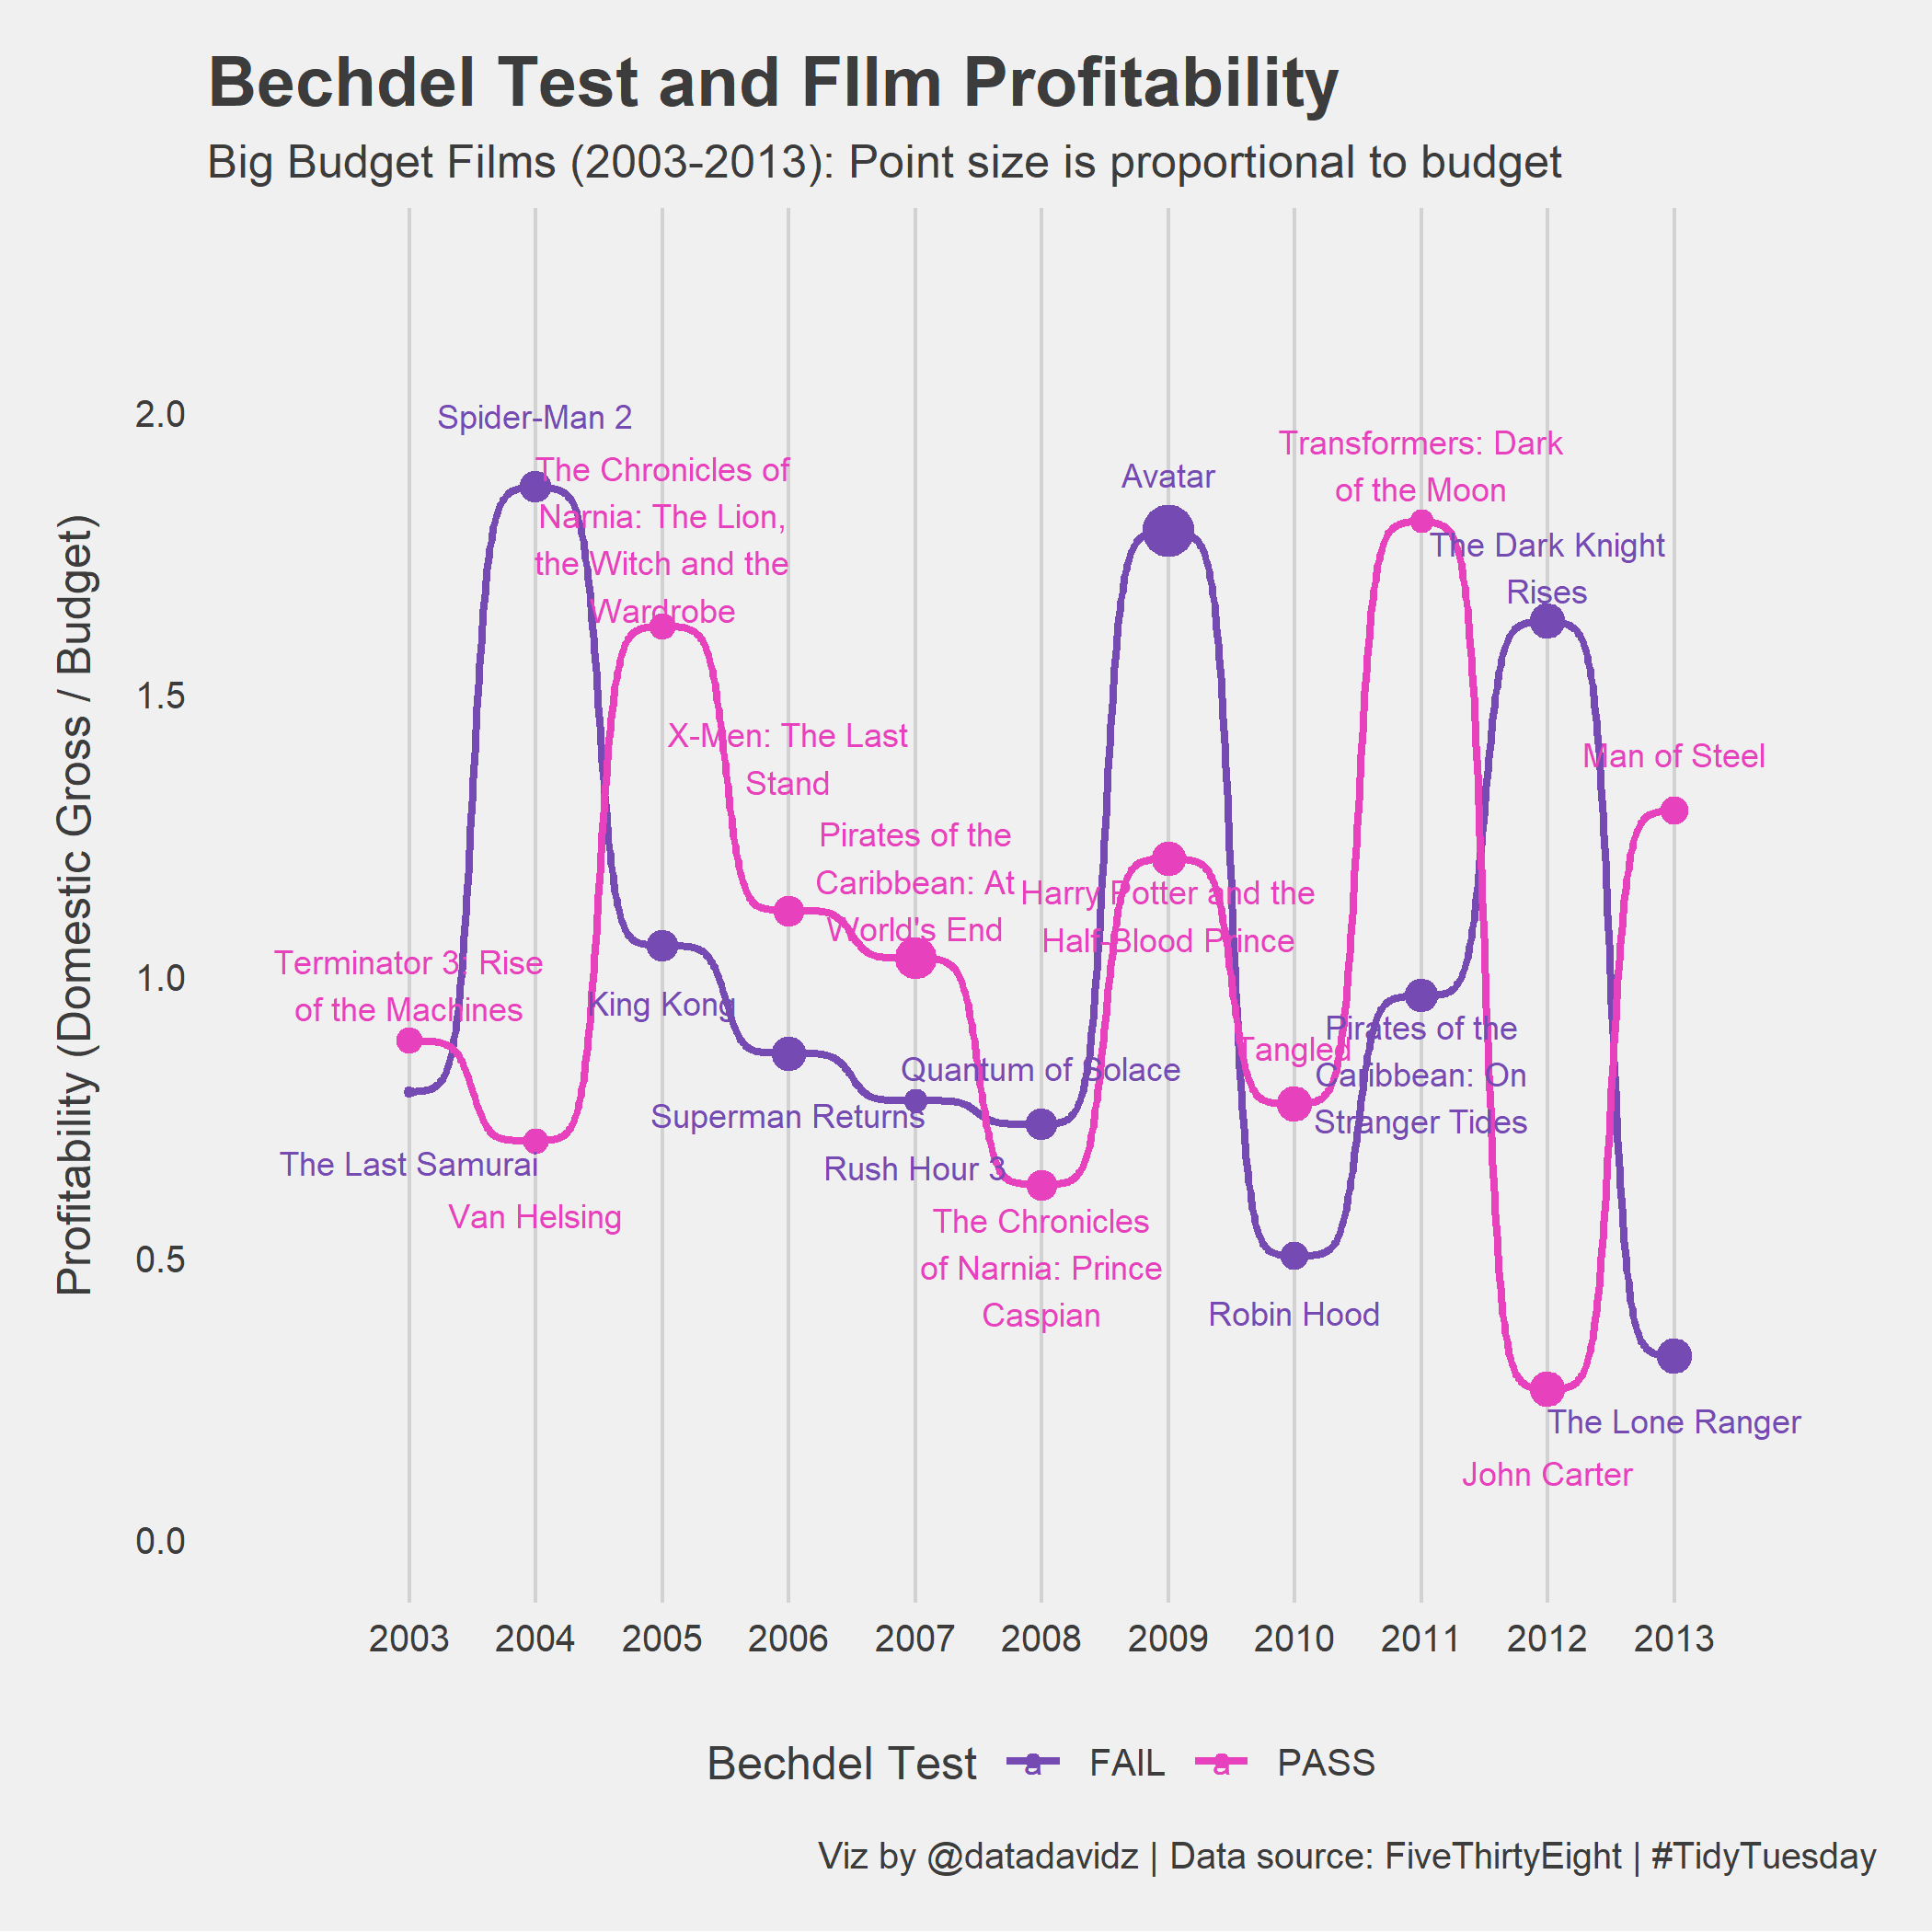 Bechdel Test and FIlm Profitability
Big Budget Films (2003-2013): Point size is proportional to budget
Profitability (Domestic Gross / Budget)
2.0
1.5
1.0
0.5
0.0
Spider-Man 2
The Chronicles of
Narnia: The Lion,
the Witch and the
Wardrobe
Avatar
Transformers: Dark
of the Moon
The Dark Knight
Rises
X-Men: The Last
Stand
Man of Steel
Pirates of the
Caribbean: At
World's End
Harry Potter and the
Half-Blood Prince
Terminator 3: Rise
of the Machines
King Kong
Quantum of Solace
Tangled
Pirates of the
Caribbean: On
Stranger Tides
Superman Returns
The Last Samurai
Rush Hour 3
Van Helsing
The Chronicles
of Narnia: Prince
Caspian
Robin Hood
The Lone Ranger
John Carter
2003 2004 2005 2006 2007 2008 2009 2010 2011 2012 2013
Bechdel Test a FAIL a PASS
Viz by @datadavidz | Data source: FiveThirtyEight | #TidyTuesday